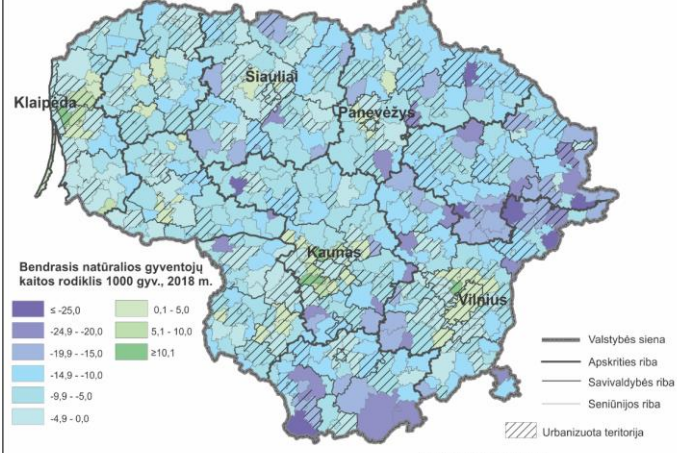 Šiauliai
Klaipėda
Panevėžys
Kaunas
Vilnius
Bendrasis natūralios gyventojų
kaitos rodiklis 1000 gyv., 2018 m.
≤ -25,0
-24,9 - -20,0
-19,9 - -15,0
-14,9 - -10,0
-9,9 - -5,0
-4,9 - 0,0
0,1 - 5,0
5,1 - 10,0
≥10,1
Valstybės siena
Apskrities riba
Savivaldybės riba
Seniūnijos riba
Urbanizuota teritorija